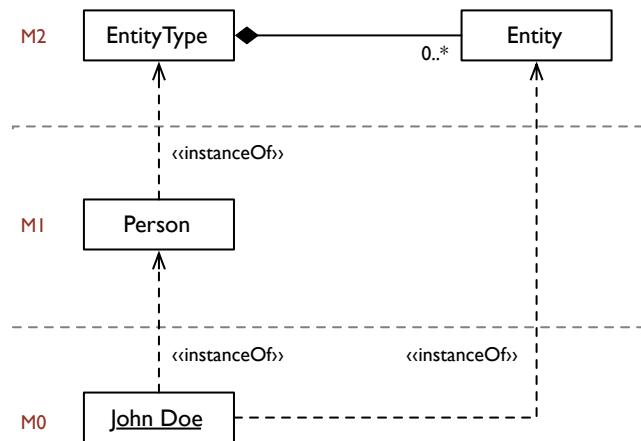 M2
EntityType
Entity
0..*
‹‹instanceOf››
M1
Person
‹‹instanceOf››
‹‹instanceOf››
M0
John Doe